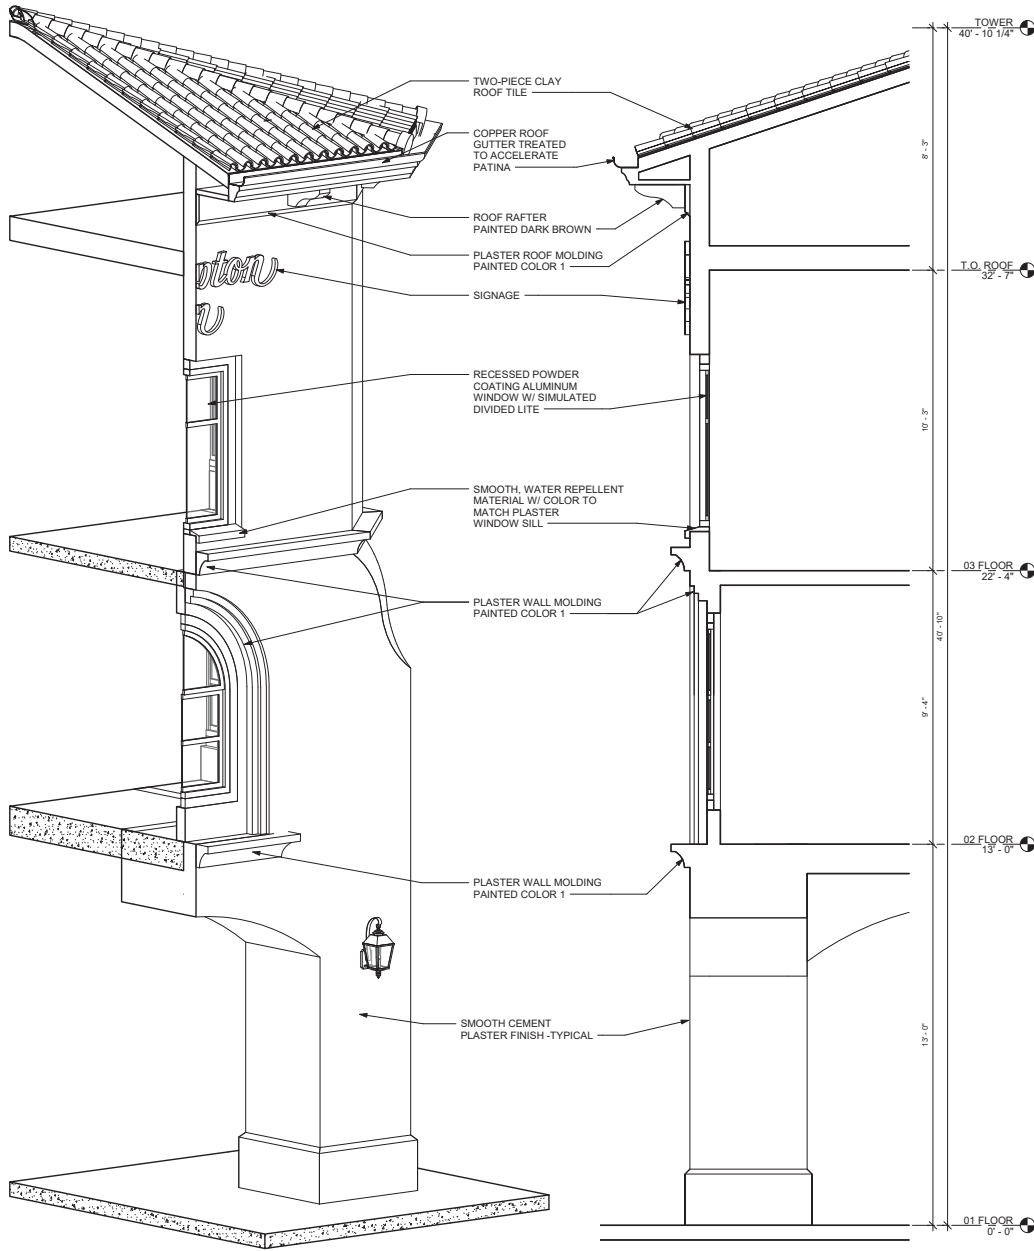 TOWER
40' - 10 1/4"
TWO-PIECE CLAY
ROOF TILE
COPPER ROOF
GUTTER TREATED
TO ACCELERATE
PATINA
8' - 3"
ROOF RAFTER
PAINTED DARK BROWN
PLASTER ROOF MOLDING
PAINTED COLOR 1
T.O. ROOF
32' - 7"
SIGNAGE
RECESSED POWDER
COATING ALUMINUM
WINDOW W/ SIMULATED
DIVIDED LITE
10' - 3"
SMOOTH, WATER REPELLENT
MATERIAL W/ COLOR TO
MATCH PLASTER
WINDOW SILL
03 FLOOR
22' - 4"
PLASTER WALL MOLDING
PAINTED COLOR 1
40' - 10"
9' - 4"
02 FLOOR
13' - 0"
PLASTER WALL MOLDING
PAINTED COLOR 1
SMOOTH CEMENT
PLASTER FINISH -TYPICAL
13' - 0"
01 FLOOR
0' - 0"